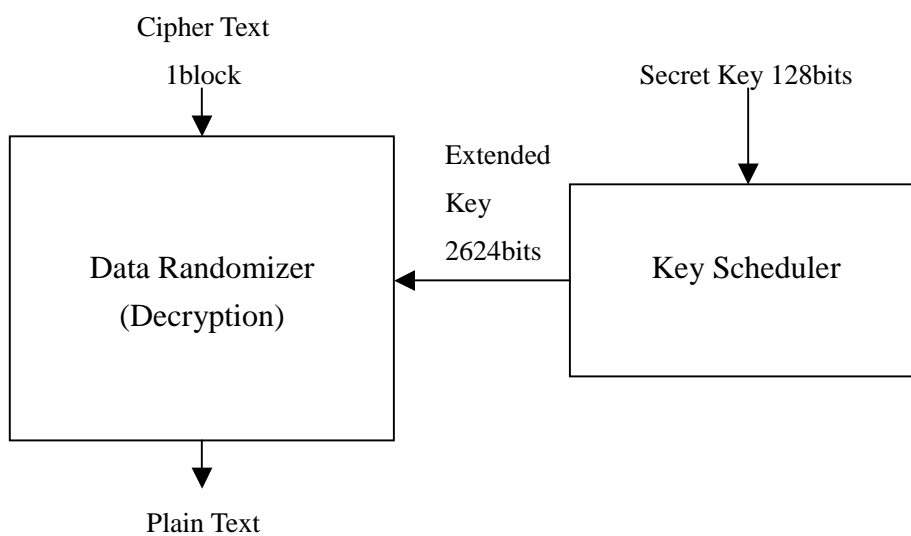 Cipher Text
1block
Secret Key 128bits
Extended
Key
2624bits
Data Randomizer
(Decryption)
Key Scheduler
Plain Text